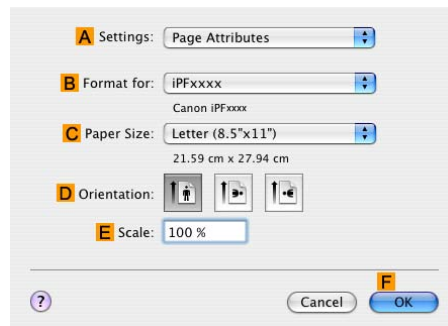 A Settings: Page Attributes
B Format for: iPFxxxx
Canon iPFxxxx
C Paper Size: Letter (8.5"x11")
21.59 cm x 27.94 cm
D Orientation:
E Scale: 100 %
F
? Cancel OK